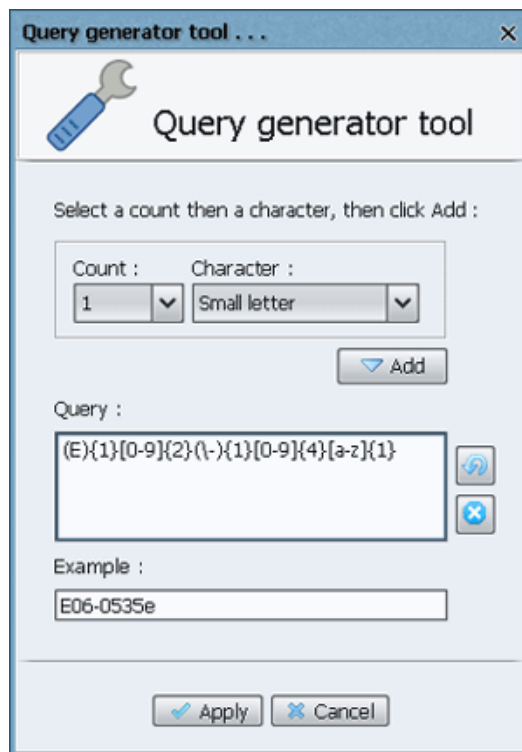 Query generator tool . . .
Query generator tool
Select a count then a character, then click Add :
Count : Character :
1 Small letter
Add
Query :
(E){1}[0-9]{2}(\-){1}[0-9]{4}[a-z]{1}
Example :
E06-0535e
Apply Cancel